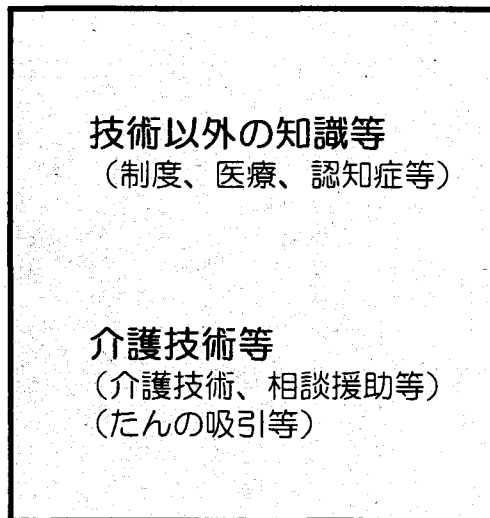 技術以外の知識等
（制度、医療、認知症等）
介護技術等
（介護技術、相談援助等）
（たんの吸引等）